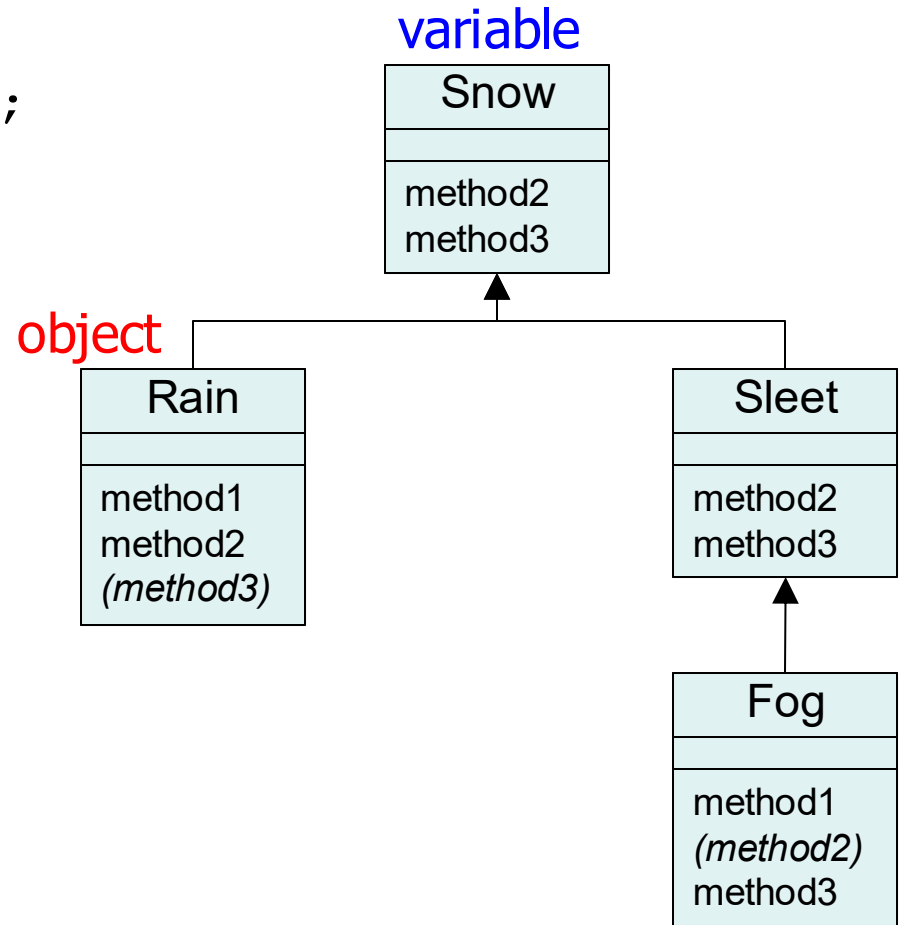 variable
Snow
;
method2
method3
object
Rain
method1
method2
(method3)
Sleet
method2
method3
Fog
method1
(method2)
method3